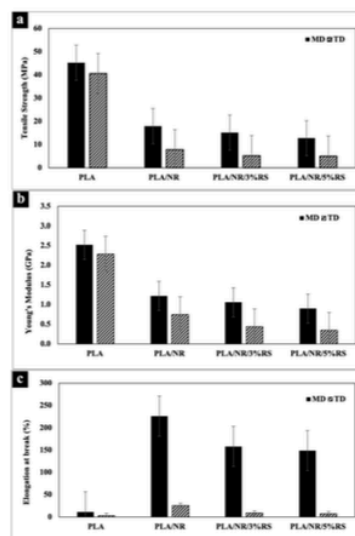 a
MD TD
Tensile Strength (MPa)
60
50
40
30
20
10
0
PLA PLA/NR PLA/NR/3%RS PLA/NR/5%RS
b
MD TD
Young's Modulus (GPa)
3.5
3.0
2.5
2.0
1.5
1.0
0.5
0.0
PLA PLA/NR PLA/NR/3%RS PLA/NR/5%RS
c
MD TD
Elongation at break (%)
300
250
200
150
100
50
0
PLA PLA/NR PLA/NR/3%RS PLA/NR/5%RS